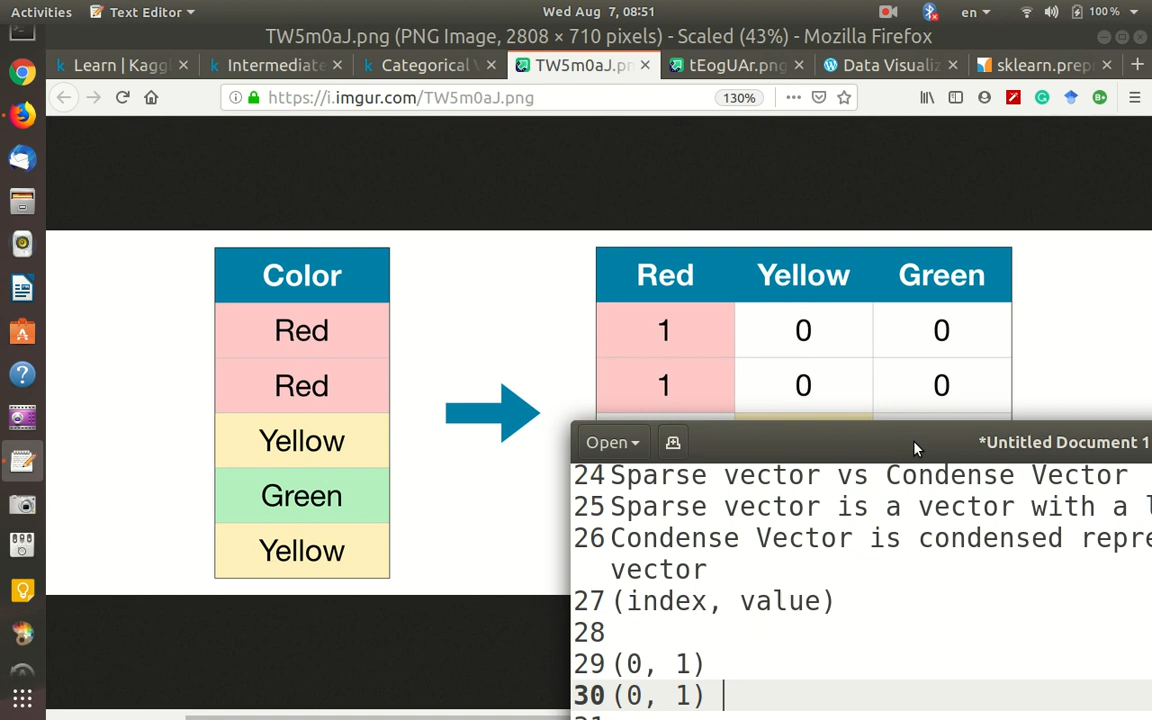 Activities Text Editor Wed Aug 7, 08:51 en 100 %
TW5m0aJ.png (PNG Image, 2808 × 710 pixels) - Scaled (43%) - Mozilla Firefox
Learn | Kaggl Intermediate Categorical V TW5m0aJ.pn tEogUAr.png Data Visualiz sklearn.prepr
https://i.imgur.com/TW5m0aJ.png 130%
Color Red Yellow Green
Red 1 0 0
Red 1 0 0
Yellow
Green
Yellow
Open *Untitled Document 1
24 Sparse vector vs Condense Vector
25 Sparse vector is a vector with a l
26 Condense Vector is condensed repre
vector
27 (index, value)
28
29 (0, 1)
30 (0, 1)